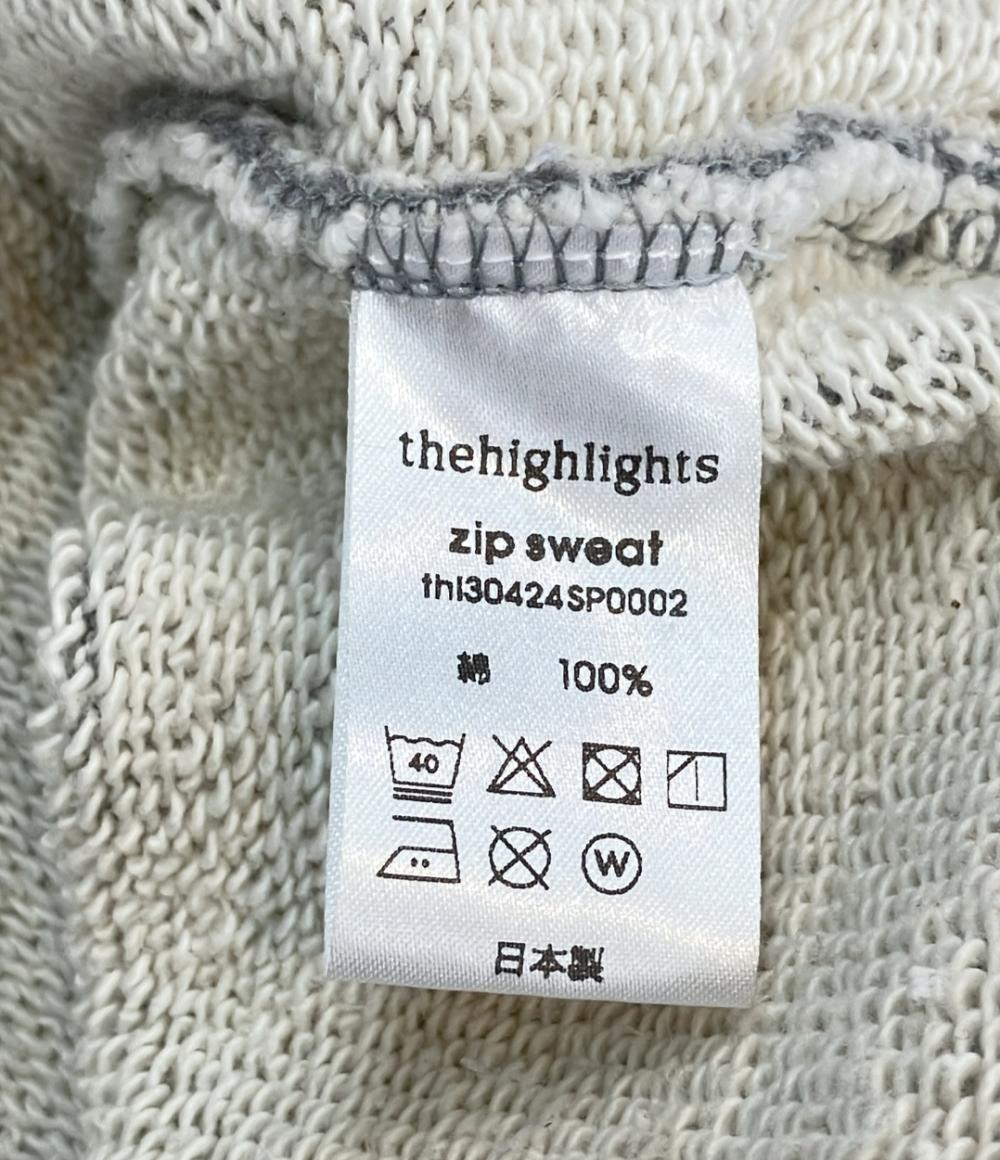 thehighlights
zip sweat
thl30424SP0002
綿 100%
40
W
日本製